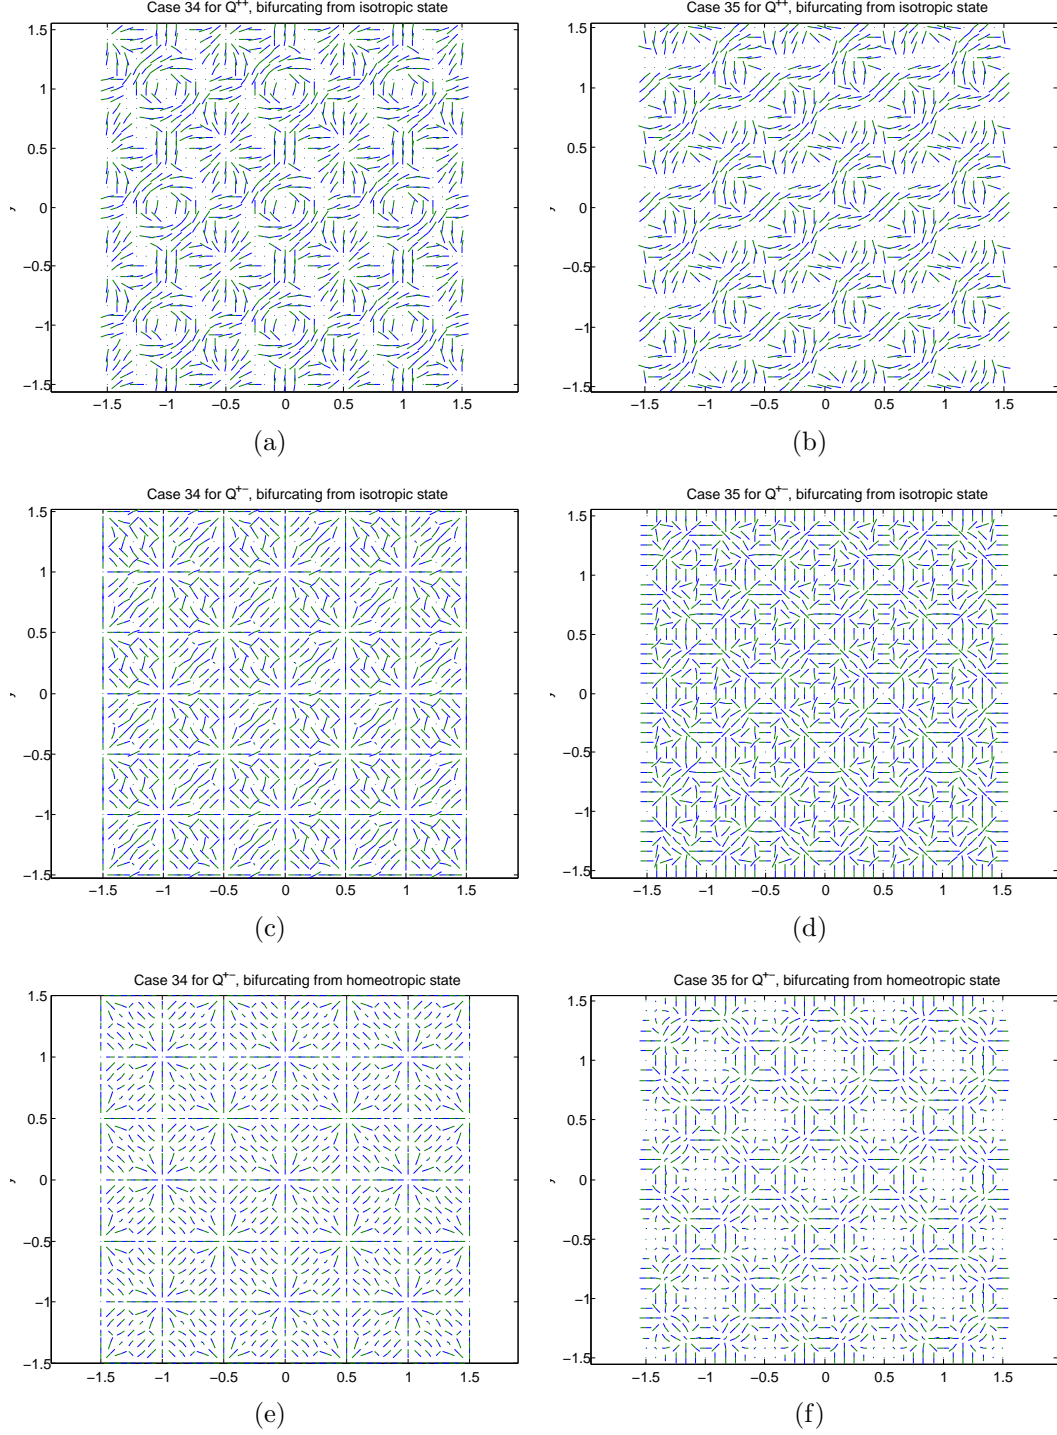 Case 34 for Q⁺⁺, bifurcating from isotropic state
1.5
1
0.5
y 0
−0.5
−1
−1.5
−1.5 −1 −0.5 0 0.5 1 1.5
(a)
Case 35 for Q⁺⁺, bifurcating from isotropic state
1.5
1
0.5
y 0
−0.5
−1
−1.5
−1.5 −1 −0.5 0 0.5 1 1.5
(b)
Case 34 for Q⁺⁻, bifurcating from isotropic state
1.5
1
0.5
y 0
−0.5
−1
−1.5
−1.5 −1 −0.5 0 0.5 1 1.5
(c)
Case 35 for Q⁺⁻, bifurcating from isotropic state
1.5
1
0.5
y 0
−0.5
−1
−1.5
−1.5 −1 −0.5 0 0.5 1 1.5
(d)
Case 34 for Q⁺⁻, bifurcating from homeotropic state
1.5
1
0.5
y 0
−0.5
−1
−1.5
−1.5 −1 −0.5 0 0.5 1 1.5
(e)
Case 35 for Q⁺⁻, bifurcating from homeotropic state
1.5
1
0.5
y 0
−0.5
−1
−1.5
−1.5 −1 −0.5 0 0.5 1 1.5
(f)